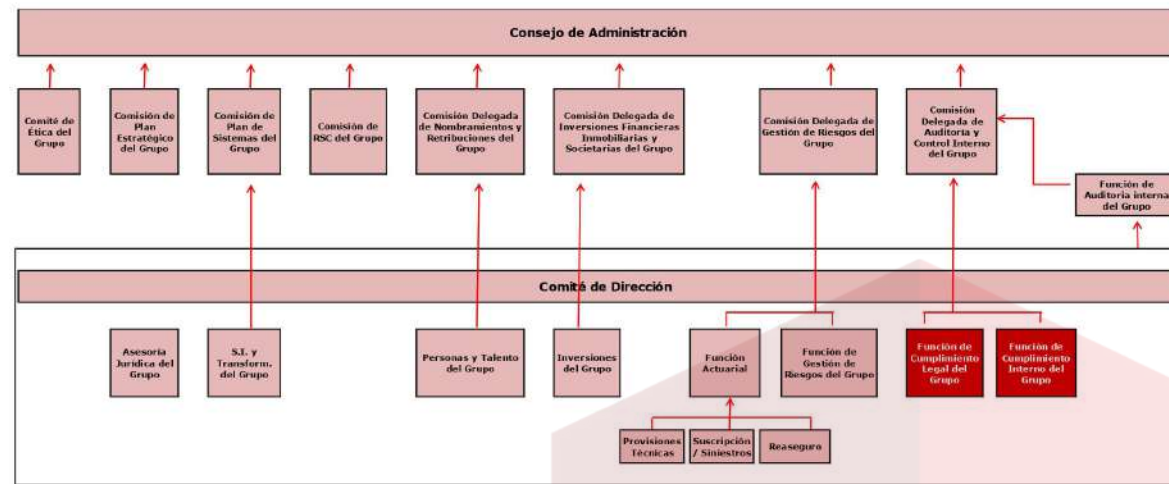 Consejo de Administración
Comité de
Ética del
Grupo
Comisión de
Plan
Estratégico
del Grupo
Comisión de
Plan de
Sistemas del
Grupo
Comisión de
RSC del Grupo
Comisión Delegada
de Nombramientos y
Retribuciones del
Grupo
Comisión Delegada de
Inversiones Financieras
Inmobiliarias y
Societarias del Grupo
Comisión Delegada de
Gestión de Riesgos del
Grupo
Comisión
Delegada de
Auditoría y
Control Interno
del Grupo
Función de
Auditoria interna
del Grupo
Comité de Dirección
Asesoría
Jurídica del
Grupo
S.I. y
Transform.
del Grupo
Personas y Talento
del Grupo
Inversiones
del Grupo
Función
Actuarial
Función de
Gestión de
Riesgos del Grupo
Función de
Cumplimiento
Legal del
Grupo
Función de
Cumplimiento
Interno del
Grupo
Provisiones
Técnicas
Suscripción
/ Siniestros
Reaseguro